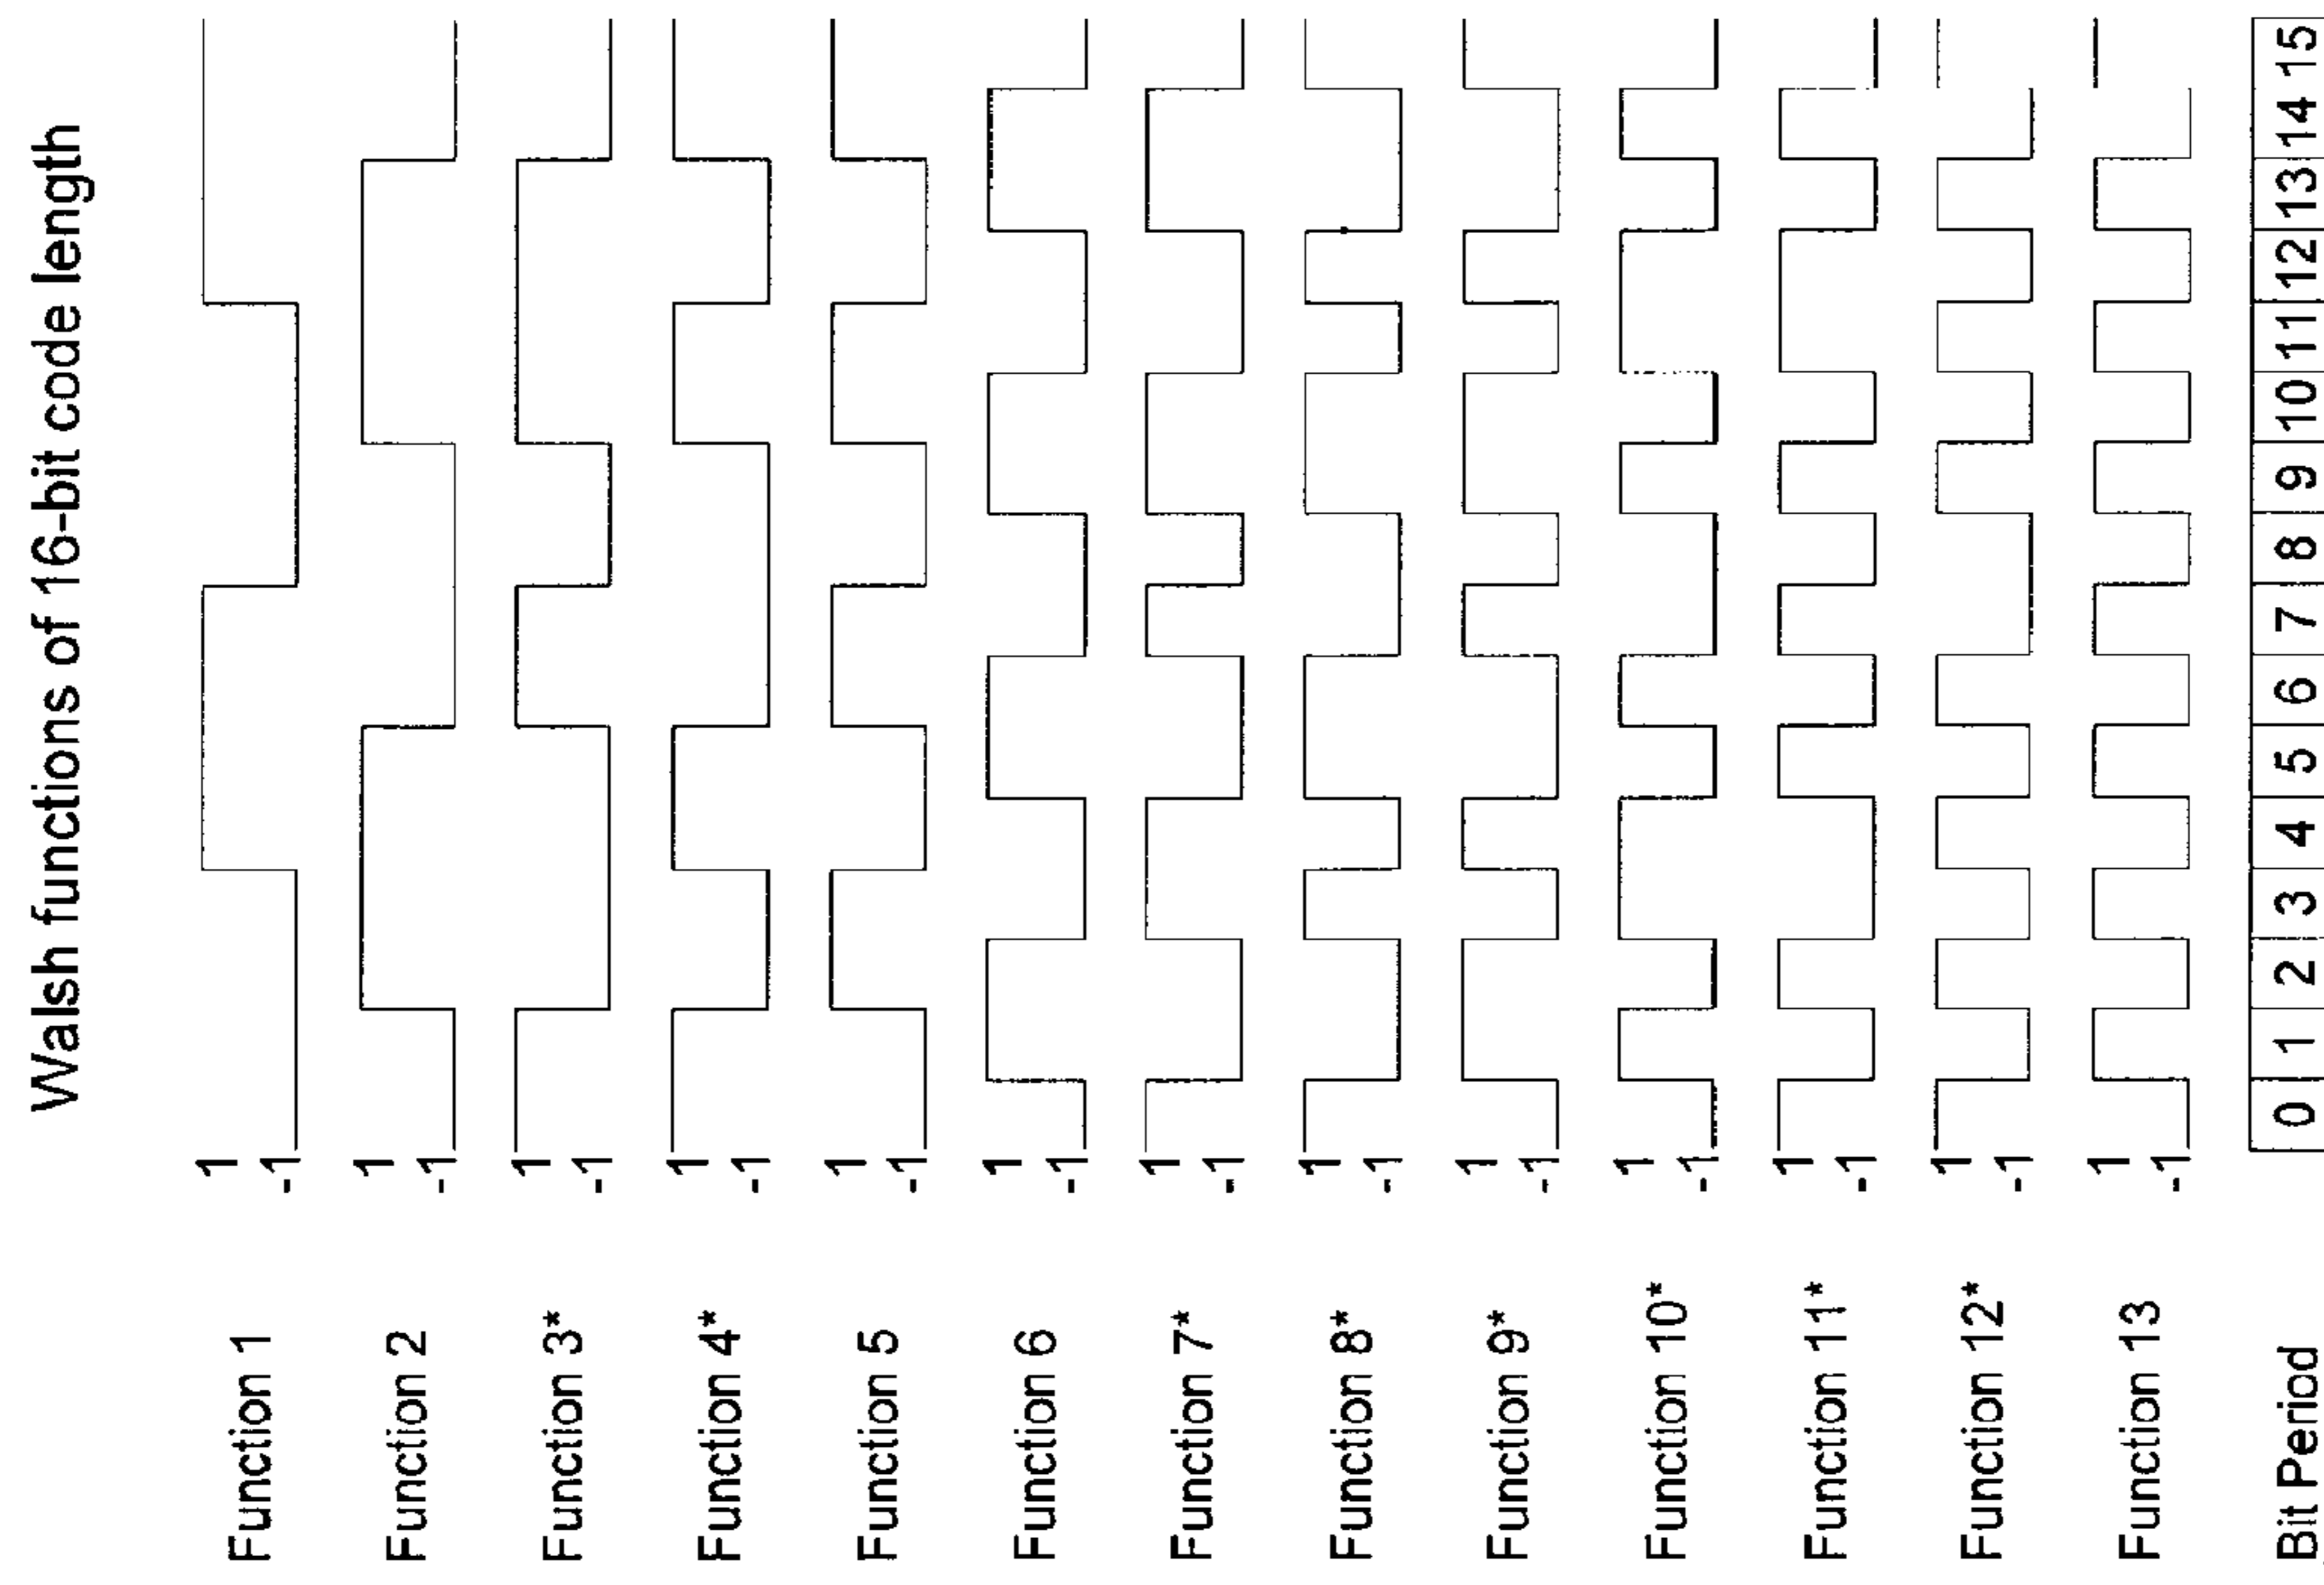 Walsh functions of 16-bit code length
Function 1
1
-1
Function 2
1
-1
Function 3*
1
-1
Function 4*
1
-1
Function 5
1
-1
Function 6
1
-1
Function 7*
1
-1
Function 8*
1
-1
Function 9*
1
-1
Function 10*
1
-1
Function 11*
1
-1
Function 12*
1
-1
Function 13
1
-1
Bit Period 0 1 2 3 4 5 6 7 8 9 10 11 12 13 14 15